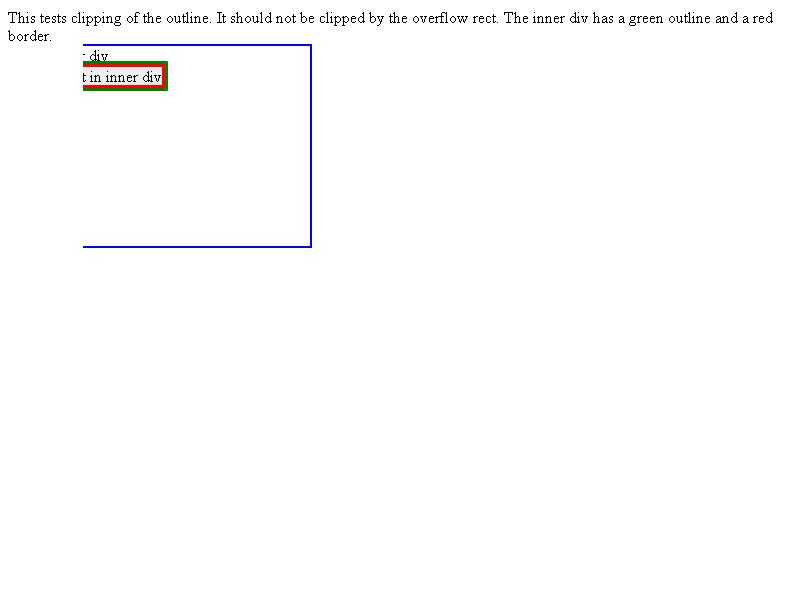 This tests clipping of the outline. It should not be clipped by the overflow rect. The inner div has a green outline and a red
border.
div
t in inner div